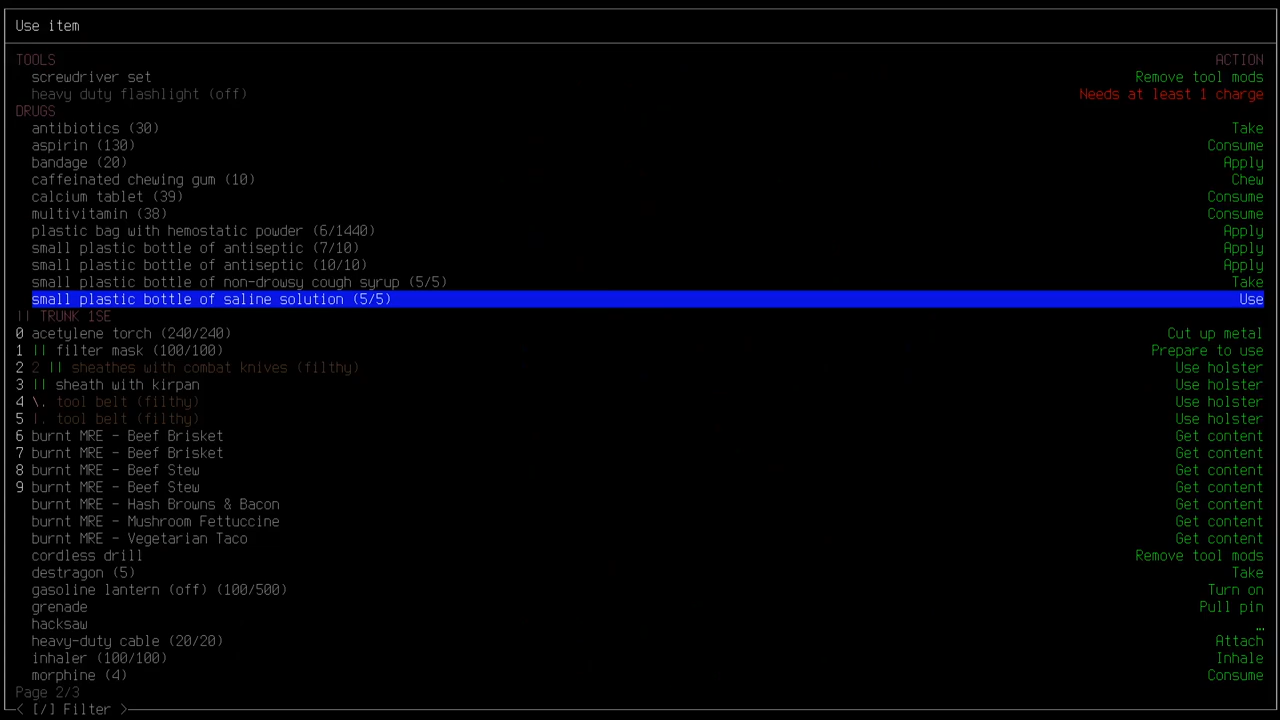 Use item
TOOLS ACTION
screwdriver set Remove tool mods
heavy duty flashlight (off) Needs at least 1 charge
DRUGS
antibiotics (30) Take
aspirin (130) Consume
bandage (20) Apply
caffeinated chewing gum (10) Chew
calcium tablet (39) Consume
multivitamin (38) Consume
plastic bag with hemostatic powder (6/1440) Apply
small plastic bottle of antiseptic (7/10) Apply
small plastic bottle of antiseptic (10/10) Apply
small plastic bottle of non-drowsy cough syrup (5/5) Take
small plastic bottle of saline solution (5/5) Use
|| TRUNK 1SE
0 acetylene torch (240/240) Cut up metal
1 || filter mask (100/100) Prepare to use
2 2 || sheathes with combat knives (filthy) Use holster
3 || sheath with kirpan Use holster
4 \. tool belt (filthy) Use holster
5 |. tool belt (filthy) Use holster
6 burnt MRE - Beef Brisket Get content
7 burnt MRE - Beef Brisket Get content
8 burnt MRE - Beef Stew Get content
9 burnt MRE - Beef Stew Get content
burnt MRE - Hash Browns & Bacon Get content
burnt MRE - Mushroom Fettuccine Get content
burnt MRE - Vegetarian Taco Get content
cordless drill Remove tool mods
destragon (5) Take
gasoline lantern (off) (100/500) Turn on
grenade Pull pin
hacksaw …
heavy-duty cable (20/20) Attach
inhaler (100/100) Inhale
morphine (4) Consume
Page 2/3
< [/] Filter >